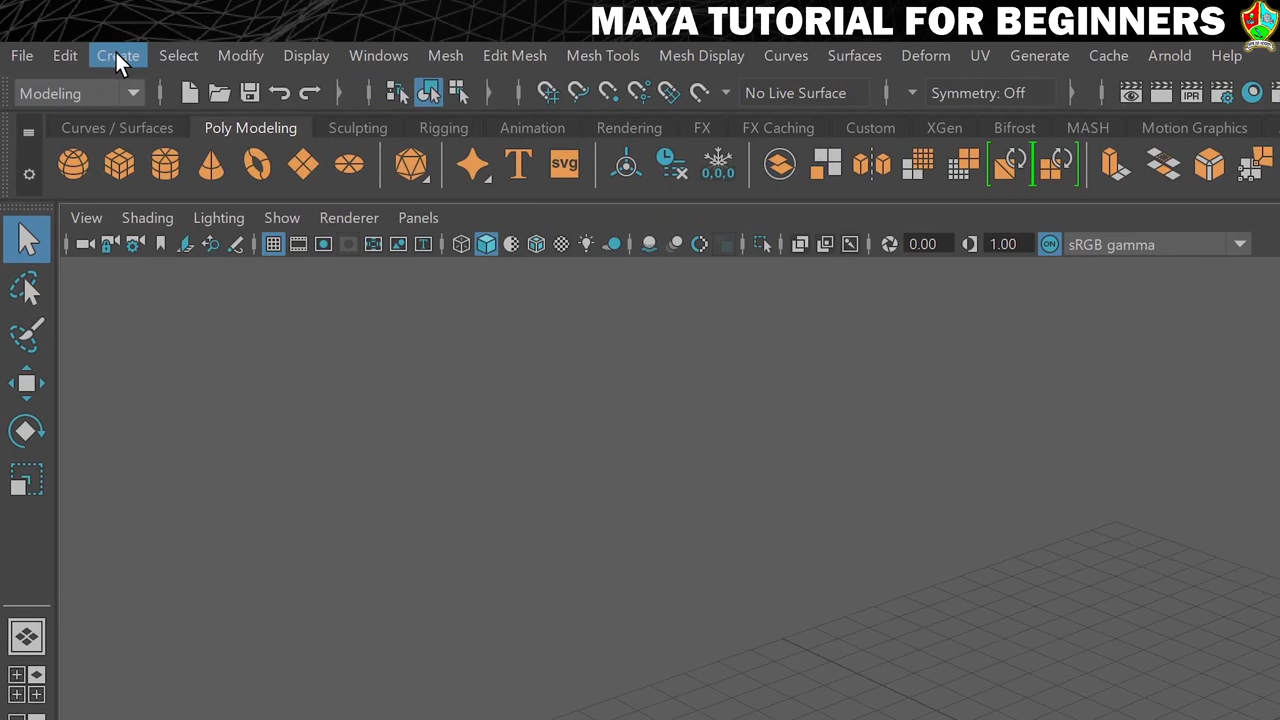 MAYA TUTORIAL FOR BEGINNERS
File Edit Create Select Modify Display Windows Mesh Edit Mesh Mesh Tools Mesh Display Curves Surfaces Deform UV Generate Cache Arnold Help
Modeling No Live Surface Symmetry: Off IPR
Curves / Surfaces Poly Modeling Sculpting Rigging Animation Rendering FX FX Caching Custom XGen Bifrost MASH Motion Graphics
T svg 0,0,0
View Shading Lighting Show Renderer Panels
T 0.00 1.00 ON sRGB gamma